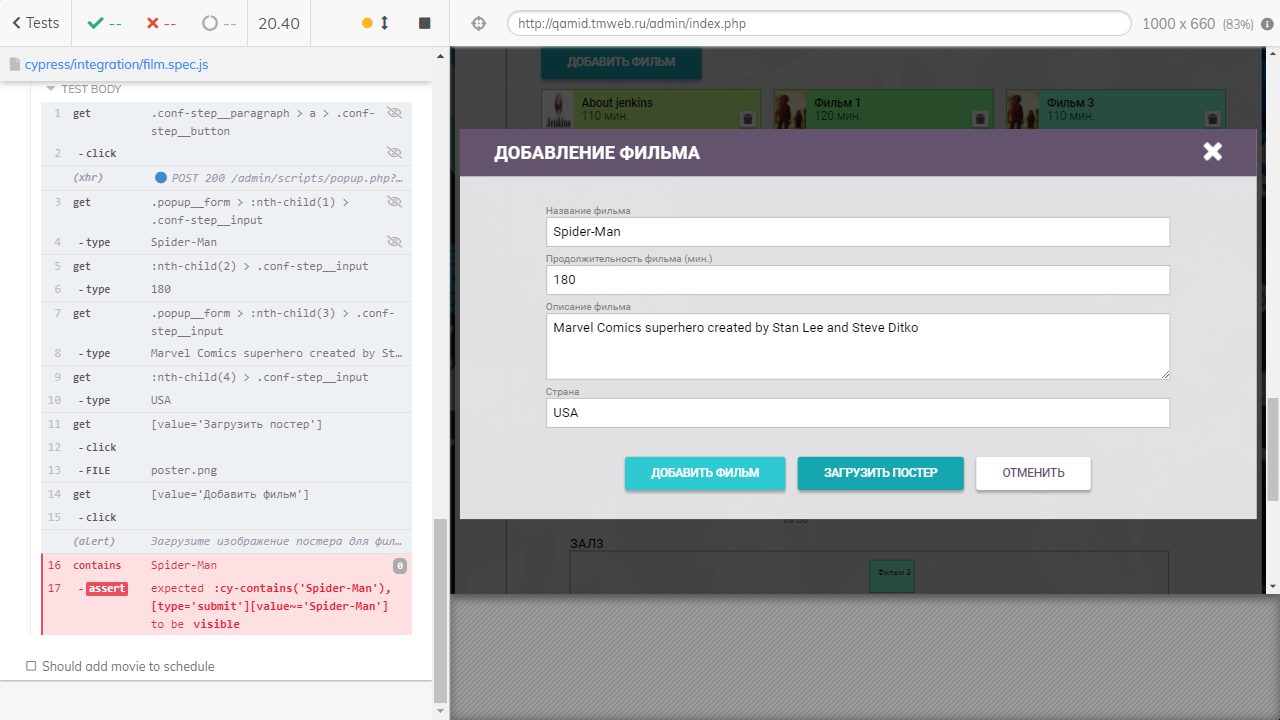 Tests
--
--
--
20.40
http://qamid.tmweb.ru/admin/index.php
1000 x 660 (83%)
cypress/integration/film.spec.js
TEST BODY
1 get .conf-step__paragraph > a > .conf-
step__button
2 - click
(xhr) POST 200 /admin/scripts/popup.php?…
3 get .popup__form > :nth-child(1) >
.conf-step__input
4 - type Spider-Man
5 get :nth-child(2) > .conf-step__input
6 - type 180
7 get .popup__form > :nth-child(3) > .conf-
step__input
8 - type Marvel Comics superhero created by St…
9 get :nth-child(4) > .conf-step__input
10 - type USA
11 get [value='Загрузить постер']
12 - click
13 - FILE poster.png
14 get [value='Добавить фильм']
15 - click
(alert) Загрузите изображение постера для фил…
16 contains Spider-Man 0
17 - assert expected :cy-contains('Spider-Man'),
[type='submit'][value~='Spider-Man']
to be visible
Should add movie to schedule
ДОБАВИТЬ ФИЛЬМ
About jenkins
110 мин.
Jenkins
Фильм 1
120 мин.
Фильм 3
110 мин.
ДОБАВЛЕНИЕ ФИЛЬМА
Название фильма
Spider-Man
Продолжительность фильма (мин.)
180
Описание фильма
Marvel Comics superhero created by Stan Lee and Steve Ditko
Страна
USA
ДОБАВИТЬ ФИЛЬМ
ЗАГРУЗИТЬ ПОСТЕР
ОТМЕНИТЬ
09:00
ЗАЛ3
Фильм 3